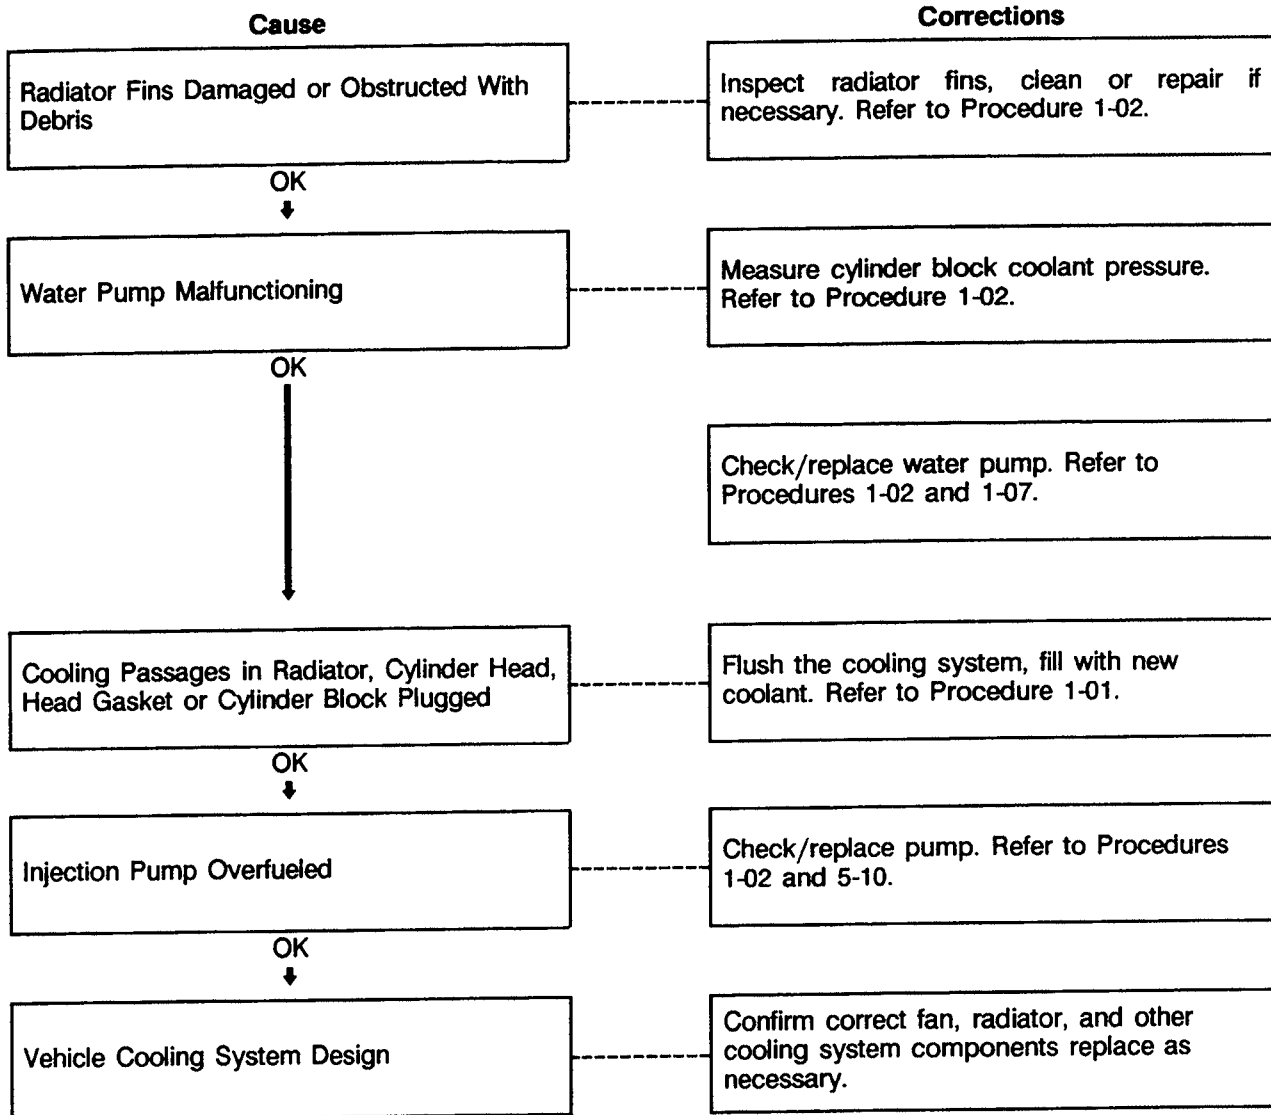 Cause
Corrections
Radiator Fins Damaged or Obstructed With
Debris
Inspect radiator fins, clean or repair if
necessary. Refer to Procedure 1-02.
OK
Water Pump Malfunctioning
Measure cylinder block coolant pressure.
Refer to Procedure 1-02.
OK
Check/replace water pump. Refer to
Procedures 1-02 and 1-07.
Cooling Passages in Radiator, Cylinder Head,
Head Gasket or Cylinder Block Plugged
Flush the cooling system, fill with new
coolant. Refer to Procedure 1-01.
OK
Injection Pump Overfueled
Check/replace pump. Refer to Procedures
1-02 and 5-10.
OK
Vehicle Cooling System Design
Confirm correct fan, radiator, and other
cooling system components replace as
necessary.